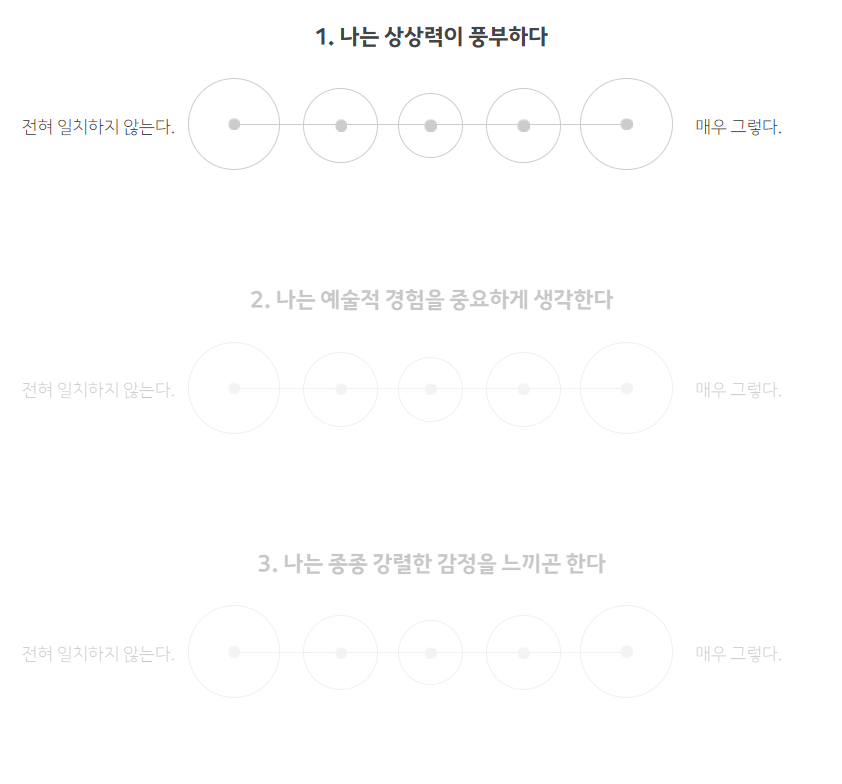 1. 나는 상상력이 풍부하다
전혀 일치하지 않는다. 매우 그렇다.
2. 나는 예술적 경험을 중요하게 생각한다
전혀 일치하지 않는다. 매우 그렇다.
3. 나는 종종 강렬한 감정을 느끼곤 한다
전혀 일치하지 않는다. 매우 그렇다.